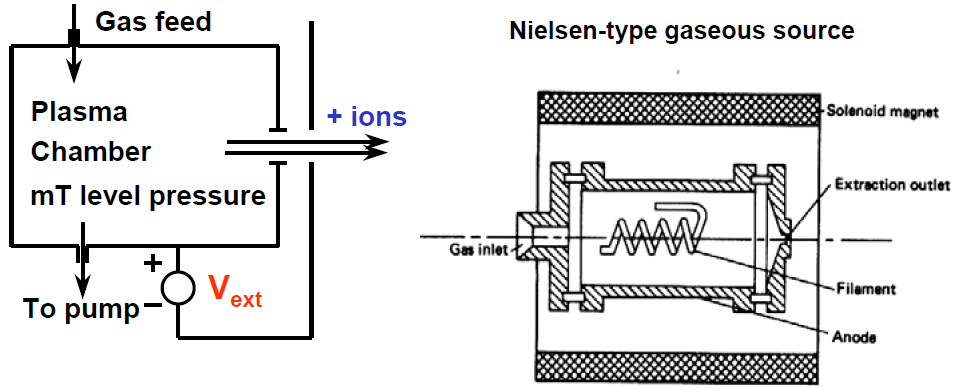 Gas feed
Plasma
Chamber
mT level pressure
+ ions
To pump
+
−
Vext
Nielsen-type gaseous source
Solenoid magnet
Extraction outlet
Gas inlet
Filament
Anode